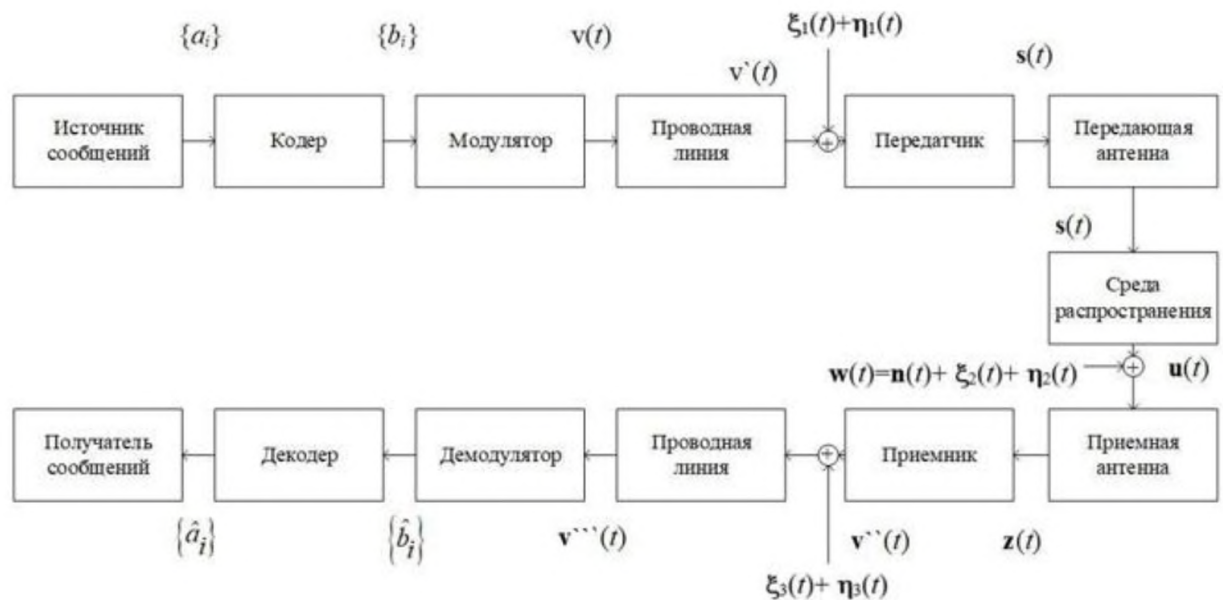 {aᵢ}
{bᵢ}
v(t)
v`(t)
ξ₁(t)+η₁(t)
s(t)
Источник
сообщений
Кодер
Модулятор
Проводная
линия
+
Передатчик
Передающая
антенна
s(t)
Среда
распространения
w(t)=n(t)+ ξ₂(t)+ η₂(t)
+
u(t)
Получатель
сообщений
Декодер
Демодулятор
Проводная
линия
+
Приемник
Приемная
антенна
{âᵢ}
{b̂ᵢ}
v```(t)
v``(t)
z(t)
ξ₃(t)+ η₃(t)